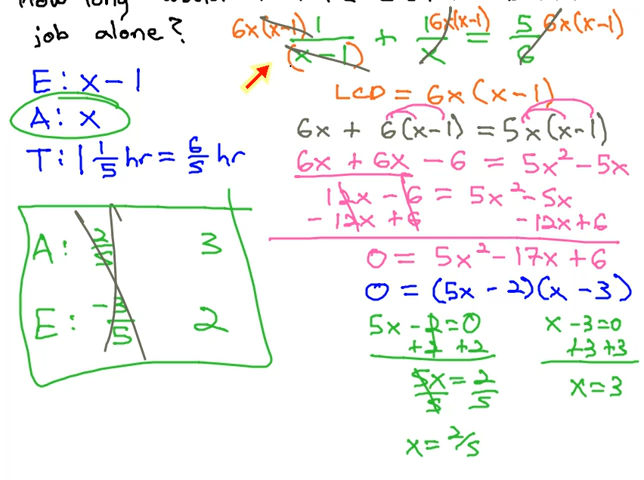 How long would
job alone?
6x(x-1) 1/(x-1) + 1/x 6x(x-1) = 5/6 6x(x-1)
E: x-1
A: x
T: 1 1/5 hr = 6/5 hr
LCD = 6x(x-1)
6x + 6(x-1) = 5x(x-1)
6x + 6x - 6 = 5x² - 5x
12x - 6 = 5x² - 5x
-12x + 6 -12x + 6
0 = 5x² - 17x + 6
0 = (5x - 2)(x - 3)
5x - 2 = 0
+2 +2
5x/5 = 2/5
x = 2/5
x - 3 = 0
+3 +3
x = 3
A: 2/5 3
E: -3/5 2